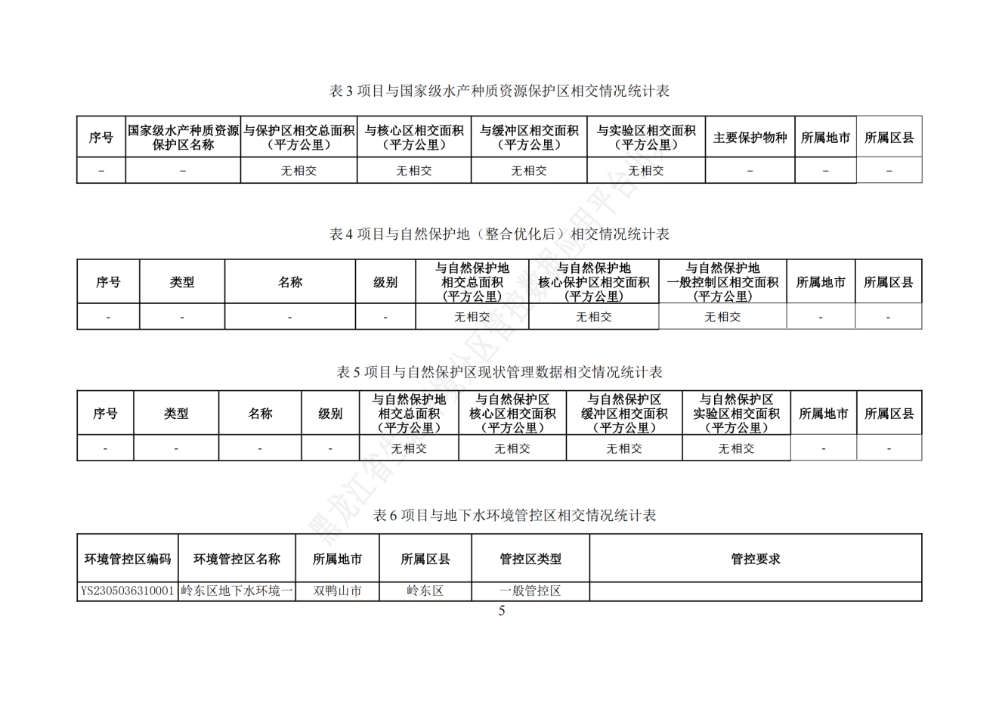 表 3 项目与国家级水产种质资源保护区相交情况统计表
序号 国家级水产种质资源保护区名称 与保护区相交总面积（平方公里） 与核心区相交面积（平方公里） 与缓冲区相交面积（平方公里） 与实验区相交面积（平方公里） 主要保护物种 所属地市 所属区县
– – 无相交 无相交 无相交 无相交 – – –
表 4 项目与自然保护地（整合优化后）相交情况统计表
序号 类型 名称 级别 与自然保护地相交总面积(平方公里) 与自然保护地核心保护区相交面积(平方公里) 与自然保护地一般控制区相交面积(平方公里) 所属地市 所属区县
- - - - 无相交 无相交 无相交 - -
表 5 项目与自然保护区现状管理数据相交情况统计表
序号 类型 名称 级别 与自然保护地相交总面积（平方公里） 与自然保护区核心区相交面积（平方公里） 与自然保护区缓冲区相交面积（平方公里） 与自然保护区实验区相交面积（平方公里） 所属地市 所属区县
- - - - 无相交 无相交 无相交 无相交 - -
表 6 项目与地下水环境管控区相交情况统计表
环境管控区编码 环境管控区名称 所属地市 所属区县 管控区类型 管控要求
YS2305036310001 岭东区地下水环境一 双鸭山市 岭东区 一般管控区
5